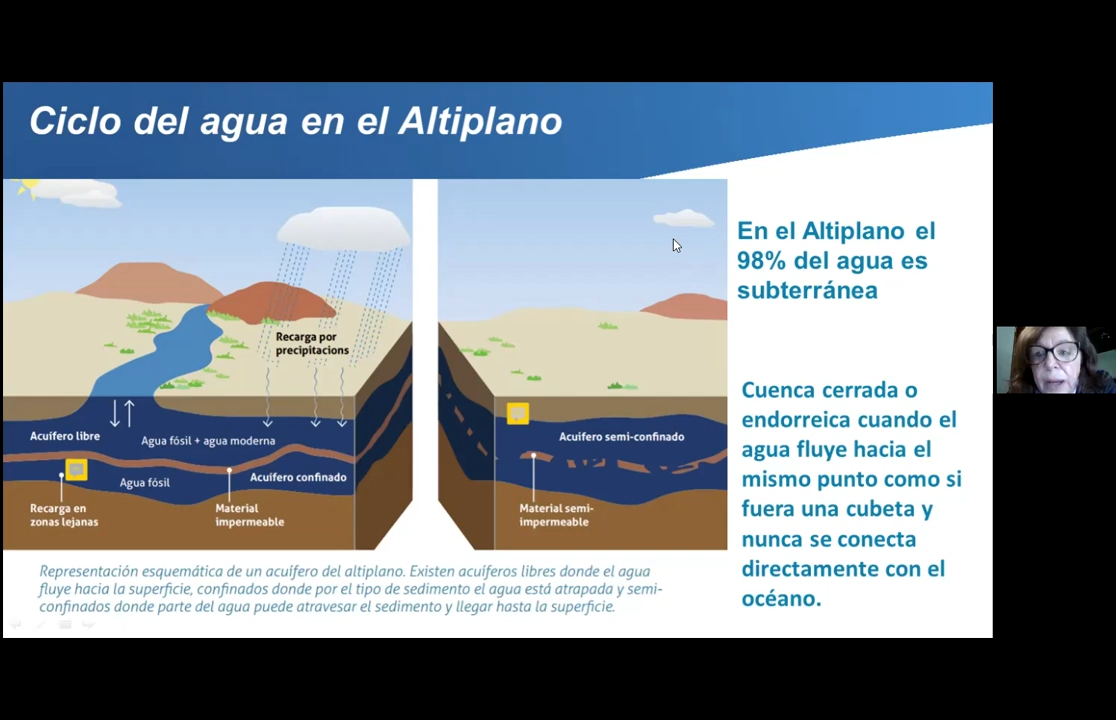 Ciclo del agua en el Altiplano
Recarga por
precipitacions
Acuífero libre
Agua fósil + agua moderna
Acuífero confinado
Agua fósil
Recarga en
zonas lejanas
Material
impermeable
Acuífero semi-confinado
Material semi-
impermeable
Representación esquemática de un acuífero del altiplano. Existen acuíferos libres donde el agua
fluye hacia la superficie, confinados donde por el tipo de sedimento el agua está atrapada y semi-
confinados donde parte del agua puede atravesar el sedimento y llegar hasta la superficie.
En el Altiplano el
98% del agua es
subterránea
Cuenca cerrada o
endorreica cuando el
agua fluye hacia el
mismo punto como si
fuera una cubeta y
nunca se conecta
directamente con el
océano.